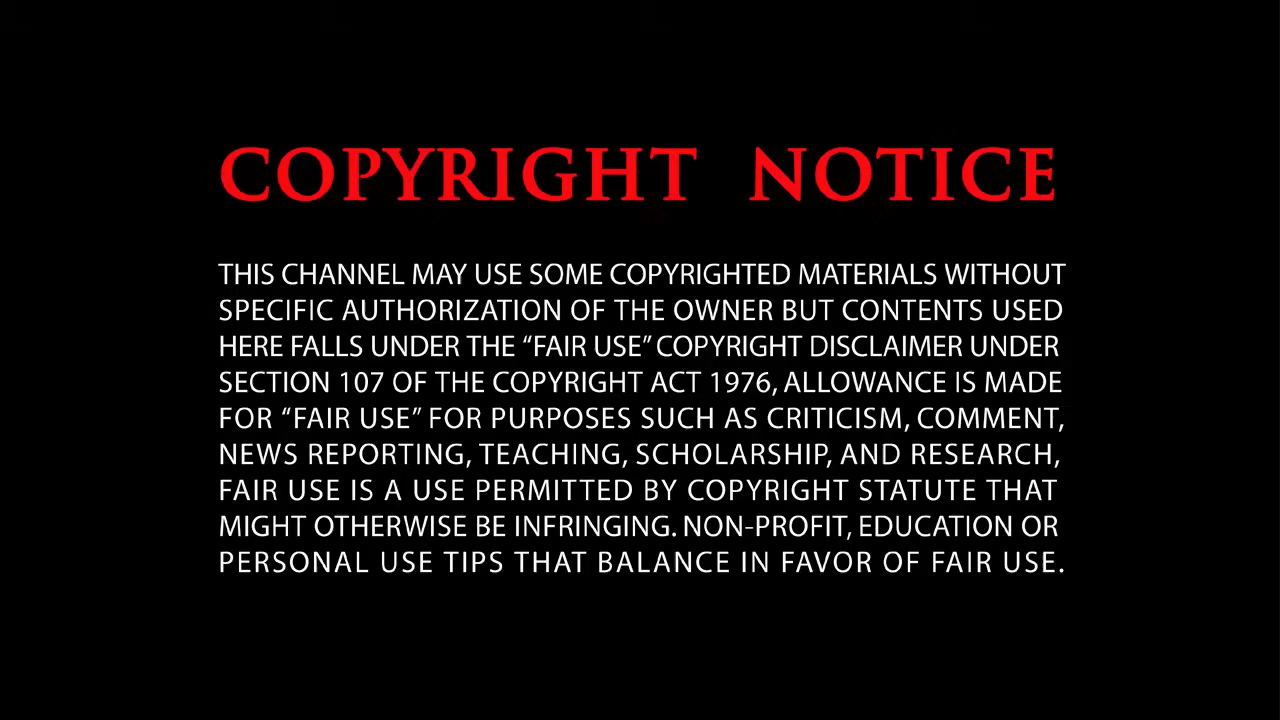 COPYRIGHT NOTICE
THIS CHANNEL MAY USE SOME COPYRIGHTED MATERIALS WITHOUT
SPECIFIC AUTHORIZATION OF THE OWNER BUT CONTENTS USED
HERE FALLS UNDER THE “FAIR USE” COPYRIGHT DISCLAIMER UNDER
SECTION 107 OF THE COPYRIGHT ACT 1976, ALLOWANCE IS MADE
FOR “FAIR USE” FOR PURPOSES SUCH AS CRITICISM, COMMENT,
NEWS REPORTING, TEACHING, SCHOLARSHIP, AND RESEARCH,
FAIR USE IS A USE PERMITTED BY COPYRIGHT STATUTE THAT
MIGHT OTHERWISE BE INFRINGING. NON-PROFIT, EDUCATION OR
PERSONAL USE TIPS THAT BALANCE IN FAVOR OF FAIR USE.